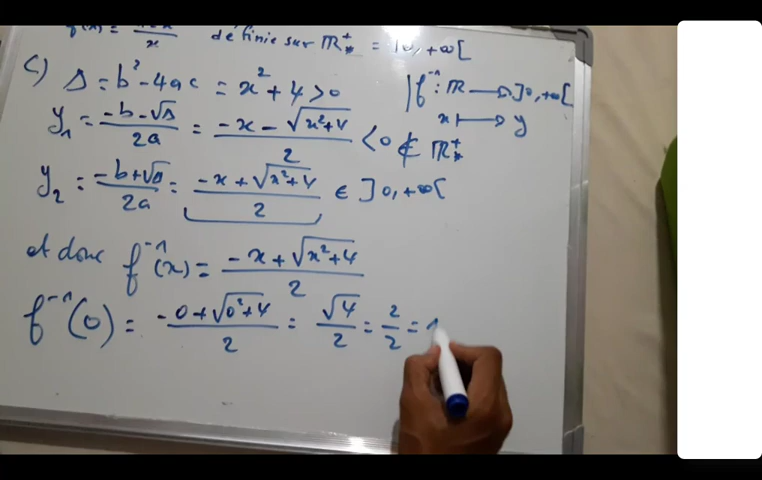 définie sur ℝ*⁺ = ]0, +∞[
c) Δ = b² - 4ac = x² + 4 > 0
f⁻¹ : ℝ ⟶ ]0, +∞[
x ⟼ y
y₁ = (-b - √Δ)/2a = (-x - √(x²+4))/2 < 0 ∉ ℝ*⁺
y₂ = (-b + √Δ)/2a = (-x + √(x²+4))/2 ∈ ]0, +∞[
et donc f⁻¹(x) = (-x + √(x²+4))/2
f⁻¹(0) = (-0 + √(0²+4))/2 = √4/2 = 2/2 = 1